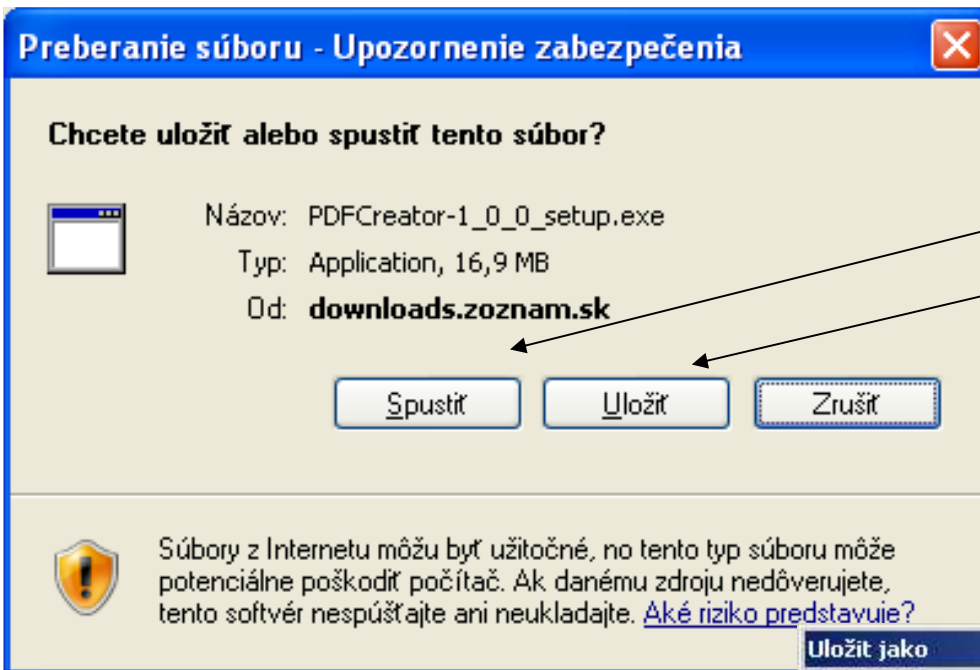 Preberanie súboru - Upozornenie zabezpečenia
Chcete uložiť alebo spustiť tento súbor?
Názov: PDFCreator-1_0_0_setup.exe
Typ: Application, 16,9 MB
Od: downloads.zoznam.sk
Spustiť Uložiť Zrušiť
Súbory z Internetu môžu byť užitočné, no tento typ súboru môže
potenciálne poškodiť počítač. Ak danému zdroju nedôverujete,
tento softvér nespúšťajte ani neukladajte. Aké riziko predstavuje?
Uložit jako